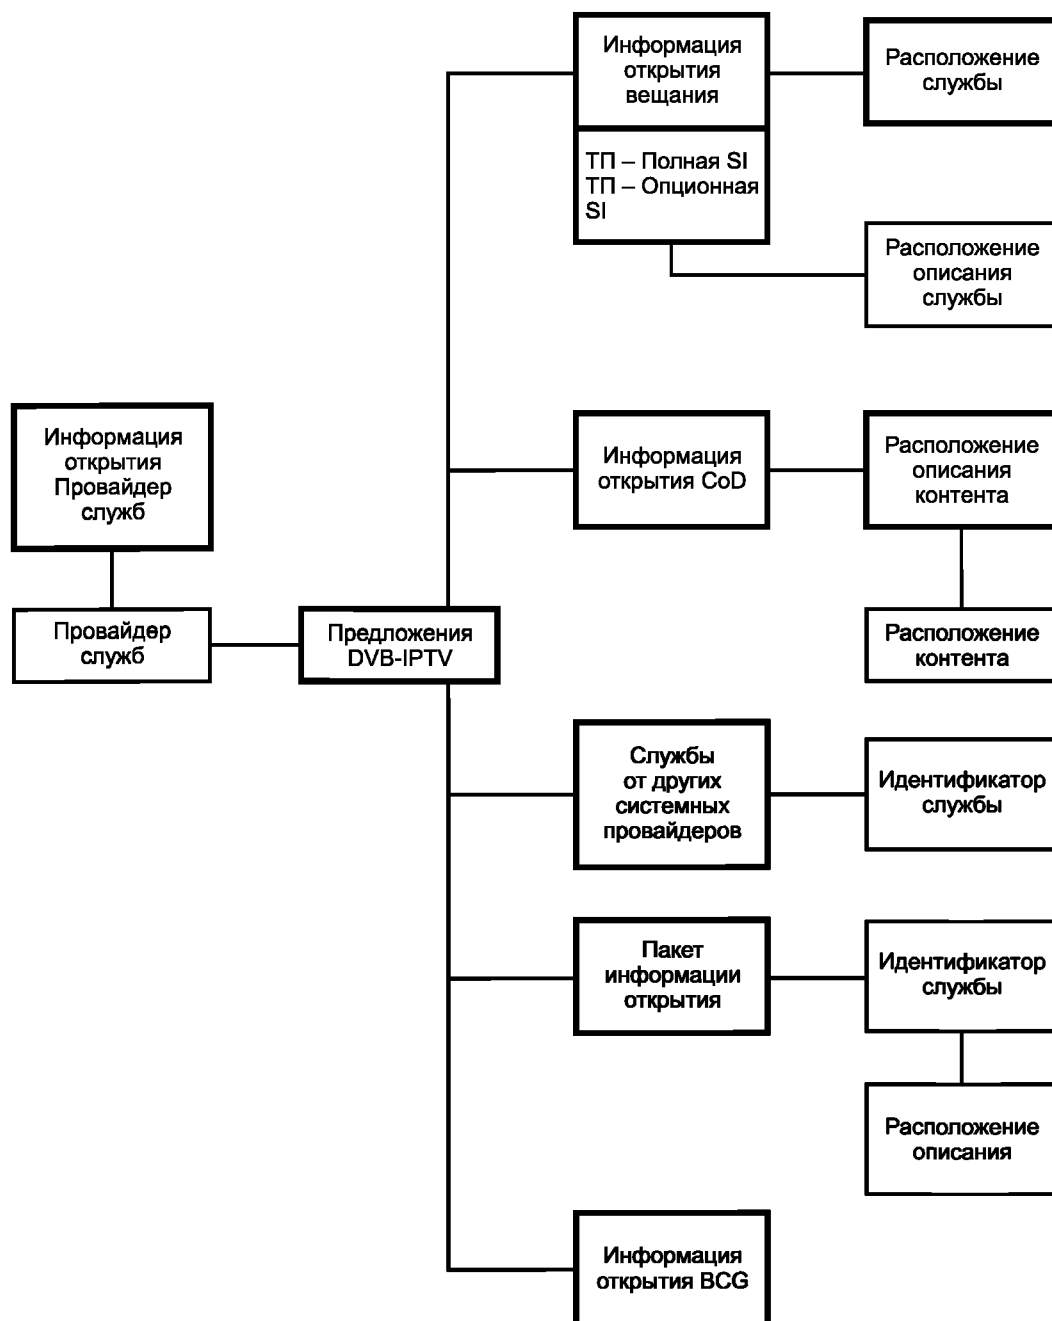 Информация
открытия
вещания
Расположение
службы
ТП – Полная SI
ТП – Опционная
SI
Расположение
описания
службы
Информация
открытия
Провайдер
служб
Информация
открытия CoD
Расположение
описания
контента
Провайдер
служб
Предложения
DVB-IPTV
Расположение
контента
Службы
от других
системных
провайдеров
Идентификатор
службы
Пакет
информации
открытия
Идентификатор
службы
Расположение
описания
Информация
открытия BCG